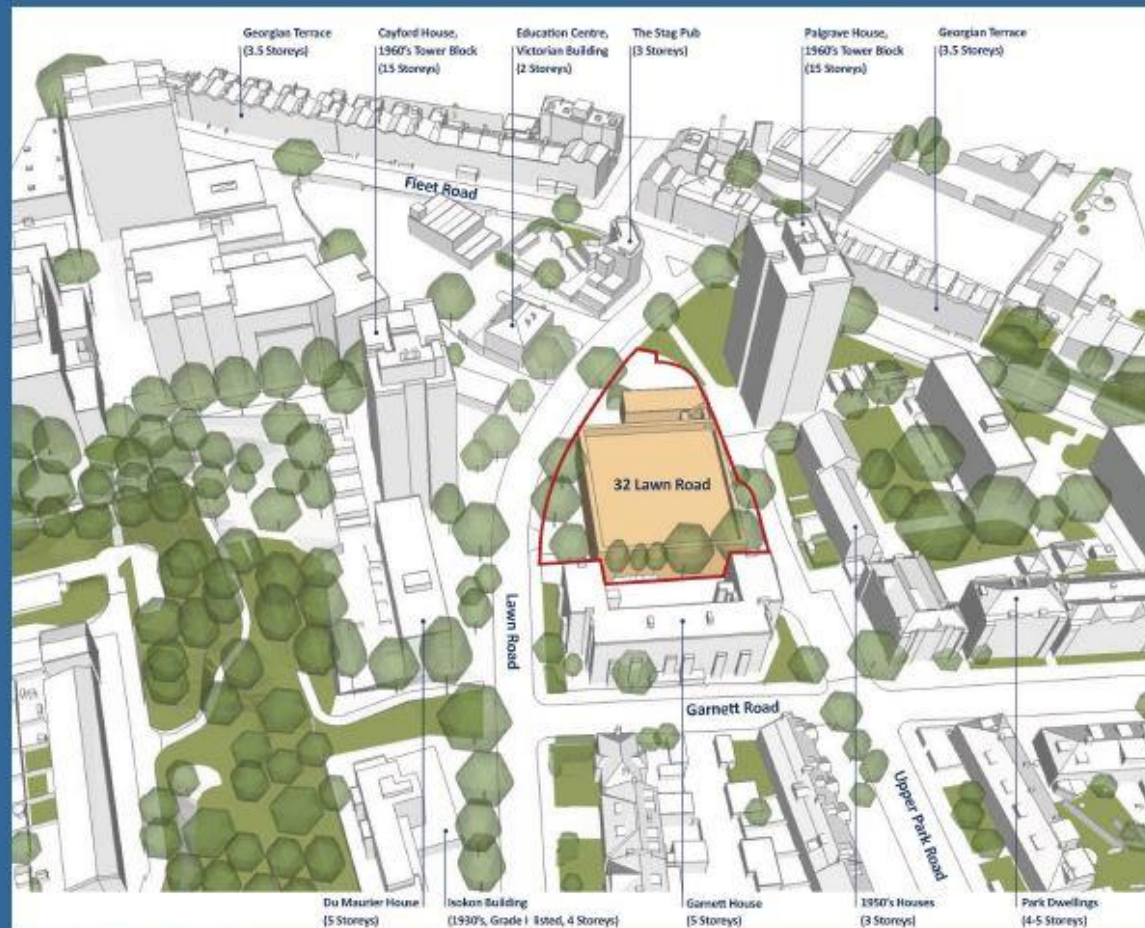 Georgian Terrace
(3.5 Storeys)
Cayford House,
1960's Tower Block
(15 Storeys)
Education Centre,
Victorian Building
(2 Storeys)
The Stag Pub
(3 Storeys)
Palgrave House,
1960's Tower Block
(15 Storeys)
Georgian Terrace
(3.5 Storeys)
Fleet Road
32 Lawn Road
Lawn Road
Garnett Road
Upper Park Road
Du Maurier House
(5 Storeys)
Isokon Building
(1930's, Grade I listed, 4 Storeys)
Garnett House
(5 Storeys)
1950's Houses
(3 Storeys)
Park Dwellings
(4-5 Storeys)